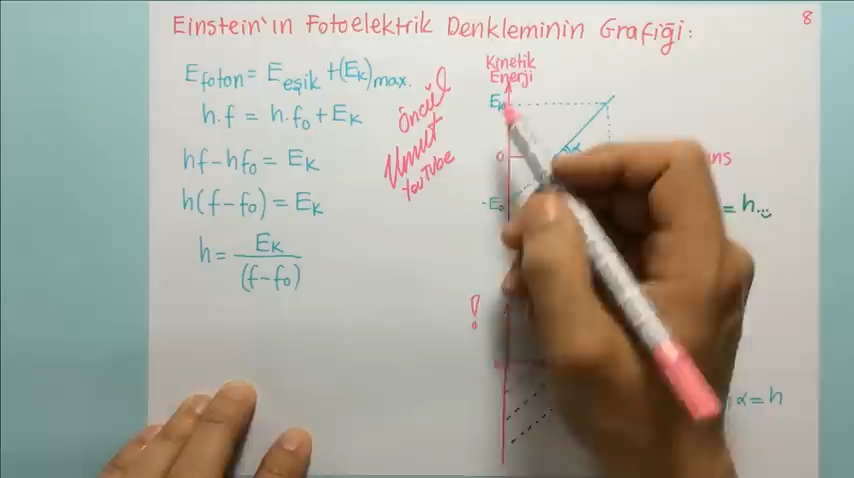 Einstein'ın Fotoelektrik Denkleminin Grafiği:
8
Efoton = Eeşik + (EK)max.
h.f = h.f₀ + EK
hf - hf₀ = EK
h(f-f₀) = EK
h = EK / (f-f₀)
öncül
Umut
YouTube
Kinetik
Enerji
0
α
-E₀
= h
!
α = h